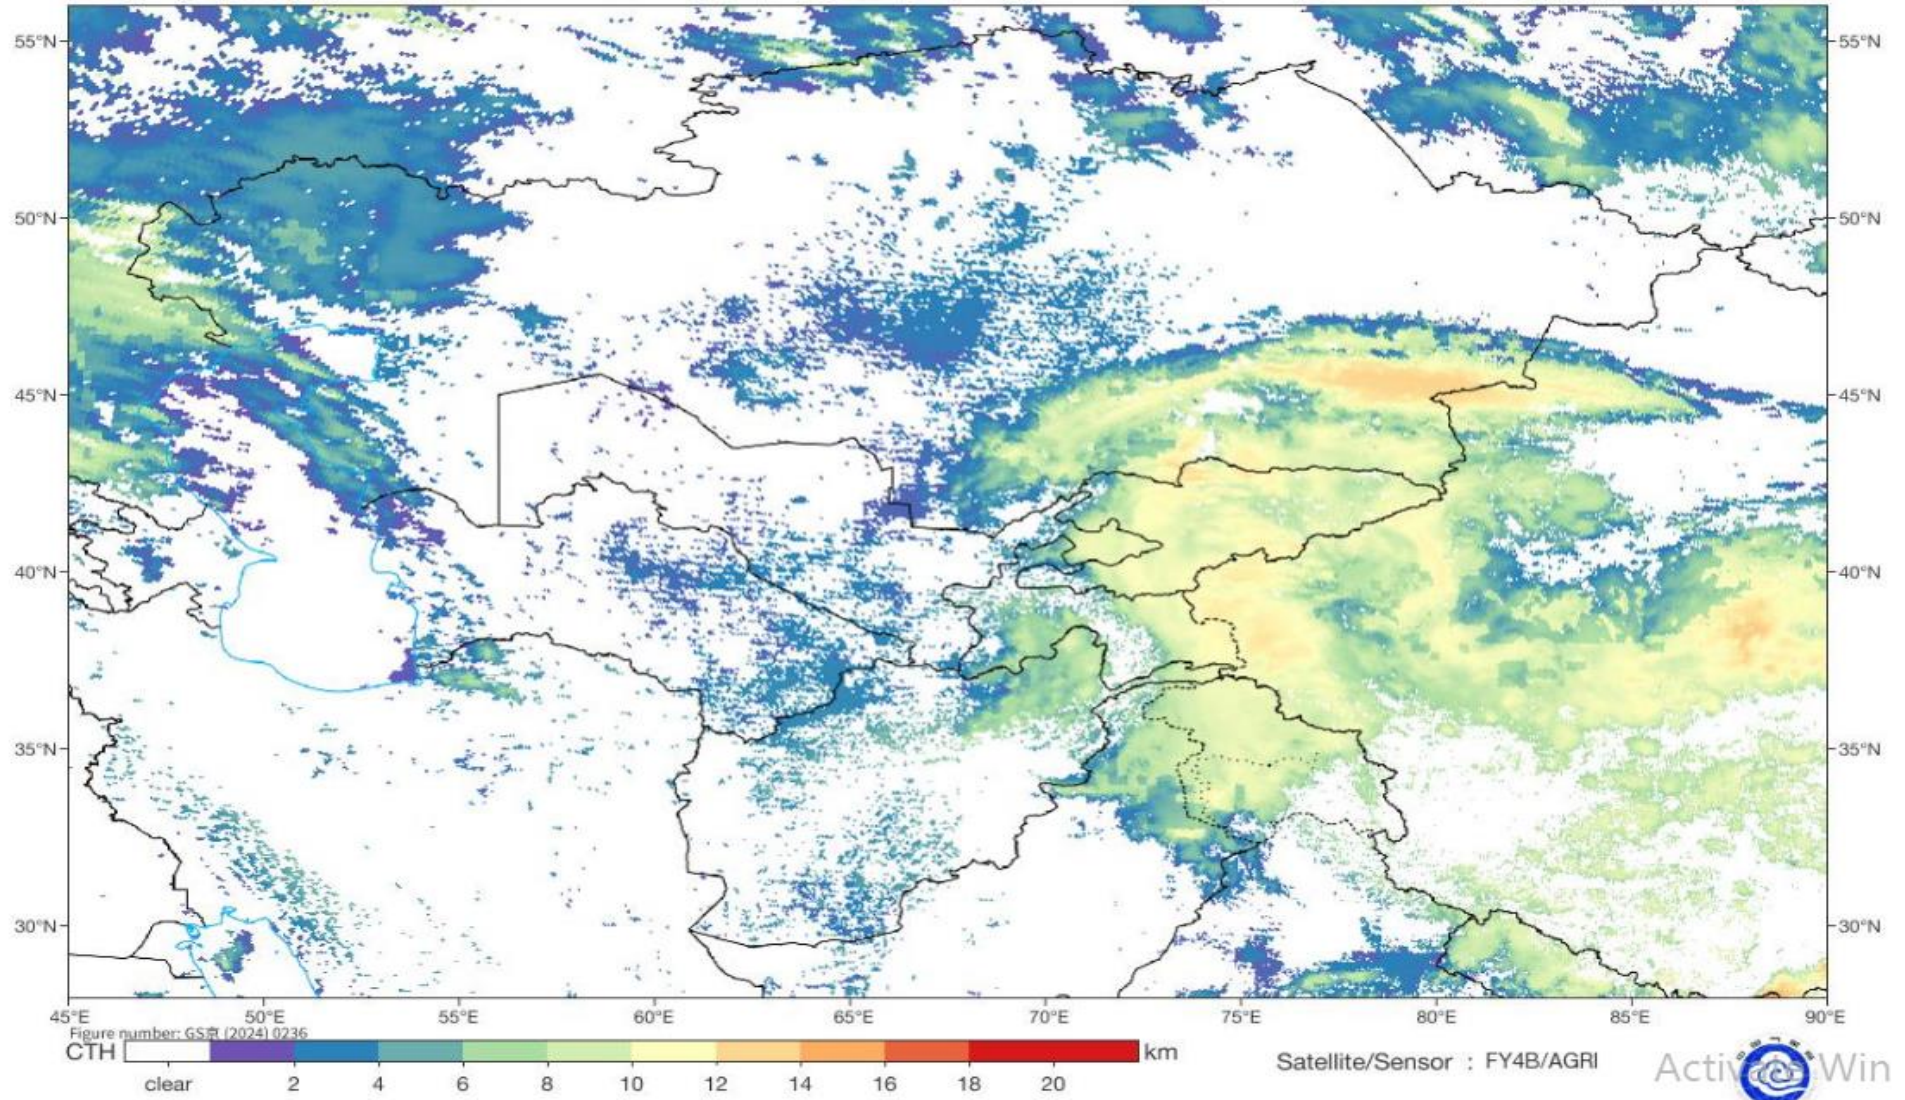 55°N 55°N
50°N 50°N
45°N 45°N
40°N 40°N
35°N 35°N
30°N 30°N
45°E 50°E 55°E 60°E 65°E 70°E 75°E 80°E 85°E 90°E
Figure number: GS京 (2024) 0236
CTH km
clear 2 4 6 8 10 12 14 16 18 20
Satellite/Sensor : FY4B/AGRI
Activate Win